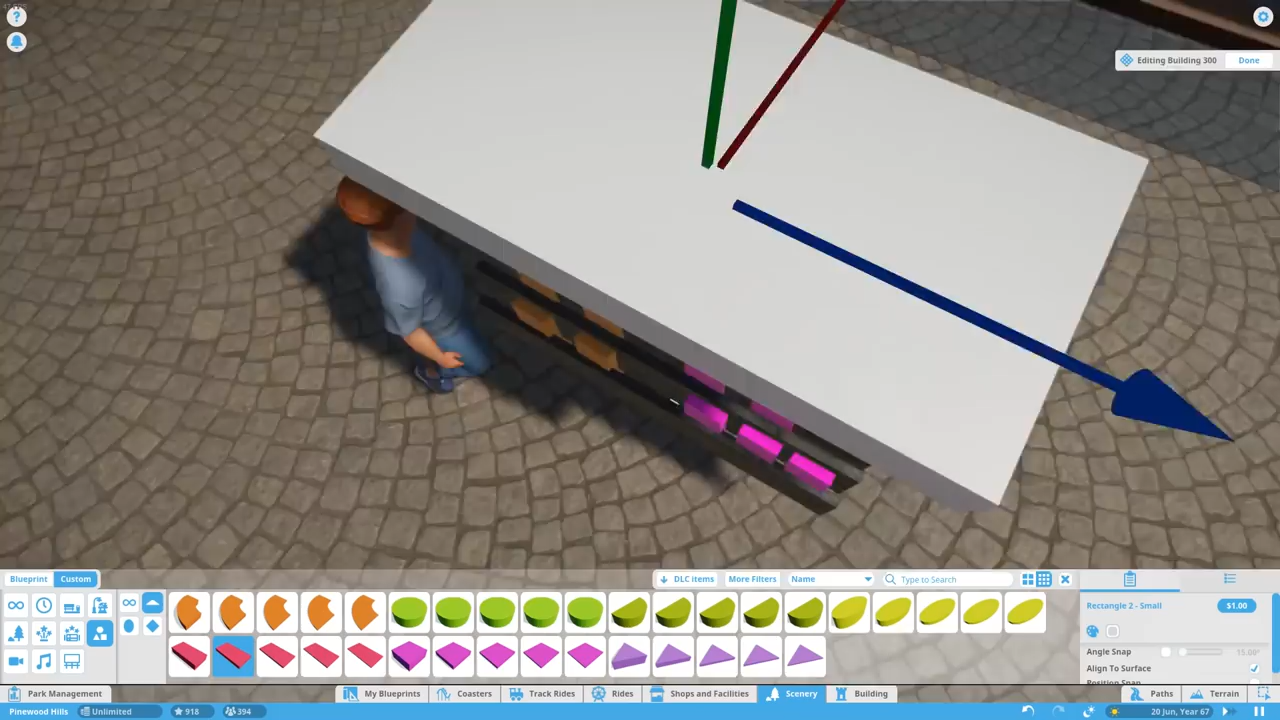 ?
Editing Building 300 Done
Blueprint Custom
DLC items More Filters Name Type to Search
Rectangle 2 - Small $1.00
Angle Snap 15.00°
Align To Surface
Park Management My Blueprints Coasters Track Rides Rides Shops and Facilities Scenery Building Paths Terrain
Pinewood Hills Unlimited 918 394 20 Jun, Year 67